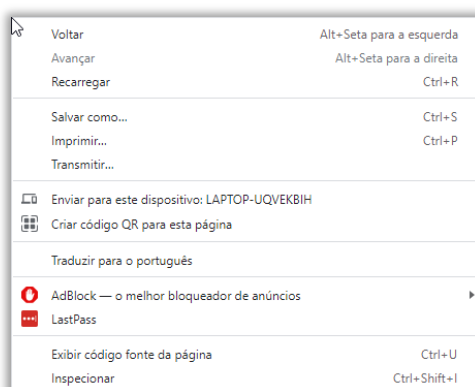 Voltar Alt+Seta para a esquerda
Avançar Alt+Seta para a direita
Recarregar Ctrl+R
Salvar como... Ctrl+S
Imprimir... Ctrl+P
Transmitir...
Enviar para este dispositivo: LAPTOP-UQVEKBIH
Criar código QR para esta página
Traduzir para o português
AdBlock — o melhor bloqueador de anúncios
LastPass
Exibir código fonte da página Ctrl+U
Inspecionar Ctrl+Shift+I